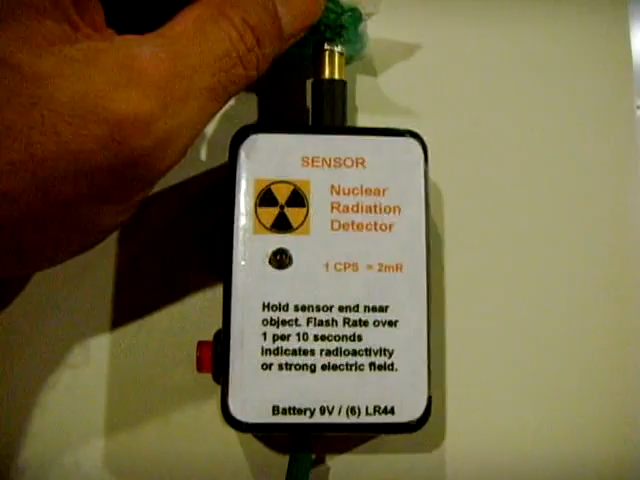 SENSOR
Nuclear
Radiation
Detector
1 CPS = 2mR
Hold sensor end near
object. Flash Rate over
1 per 10 seconds
indicates radioactivity
or strong electric field.
Battery 9V / (6) LR44